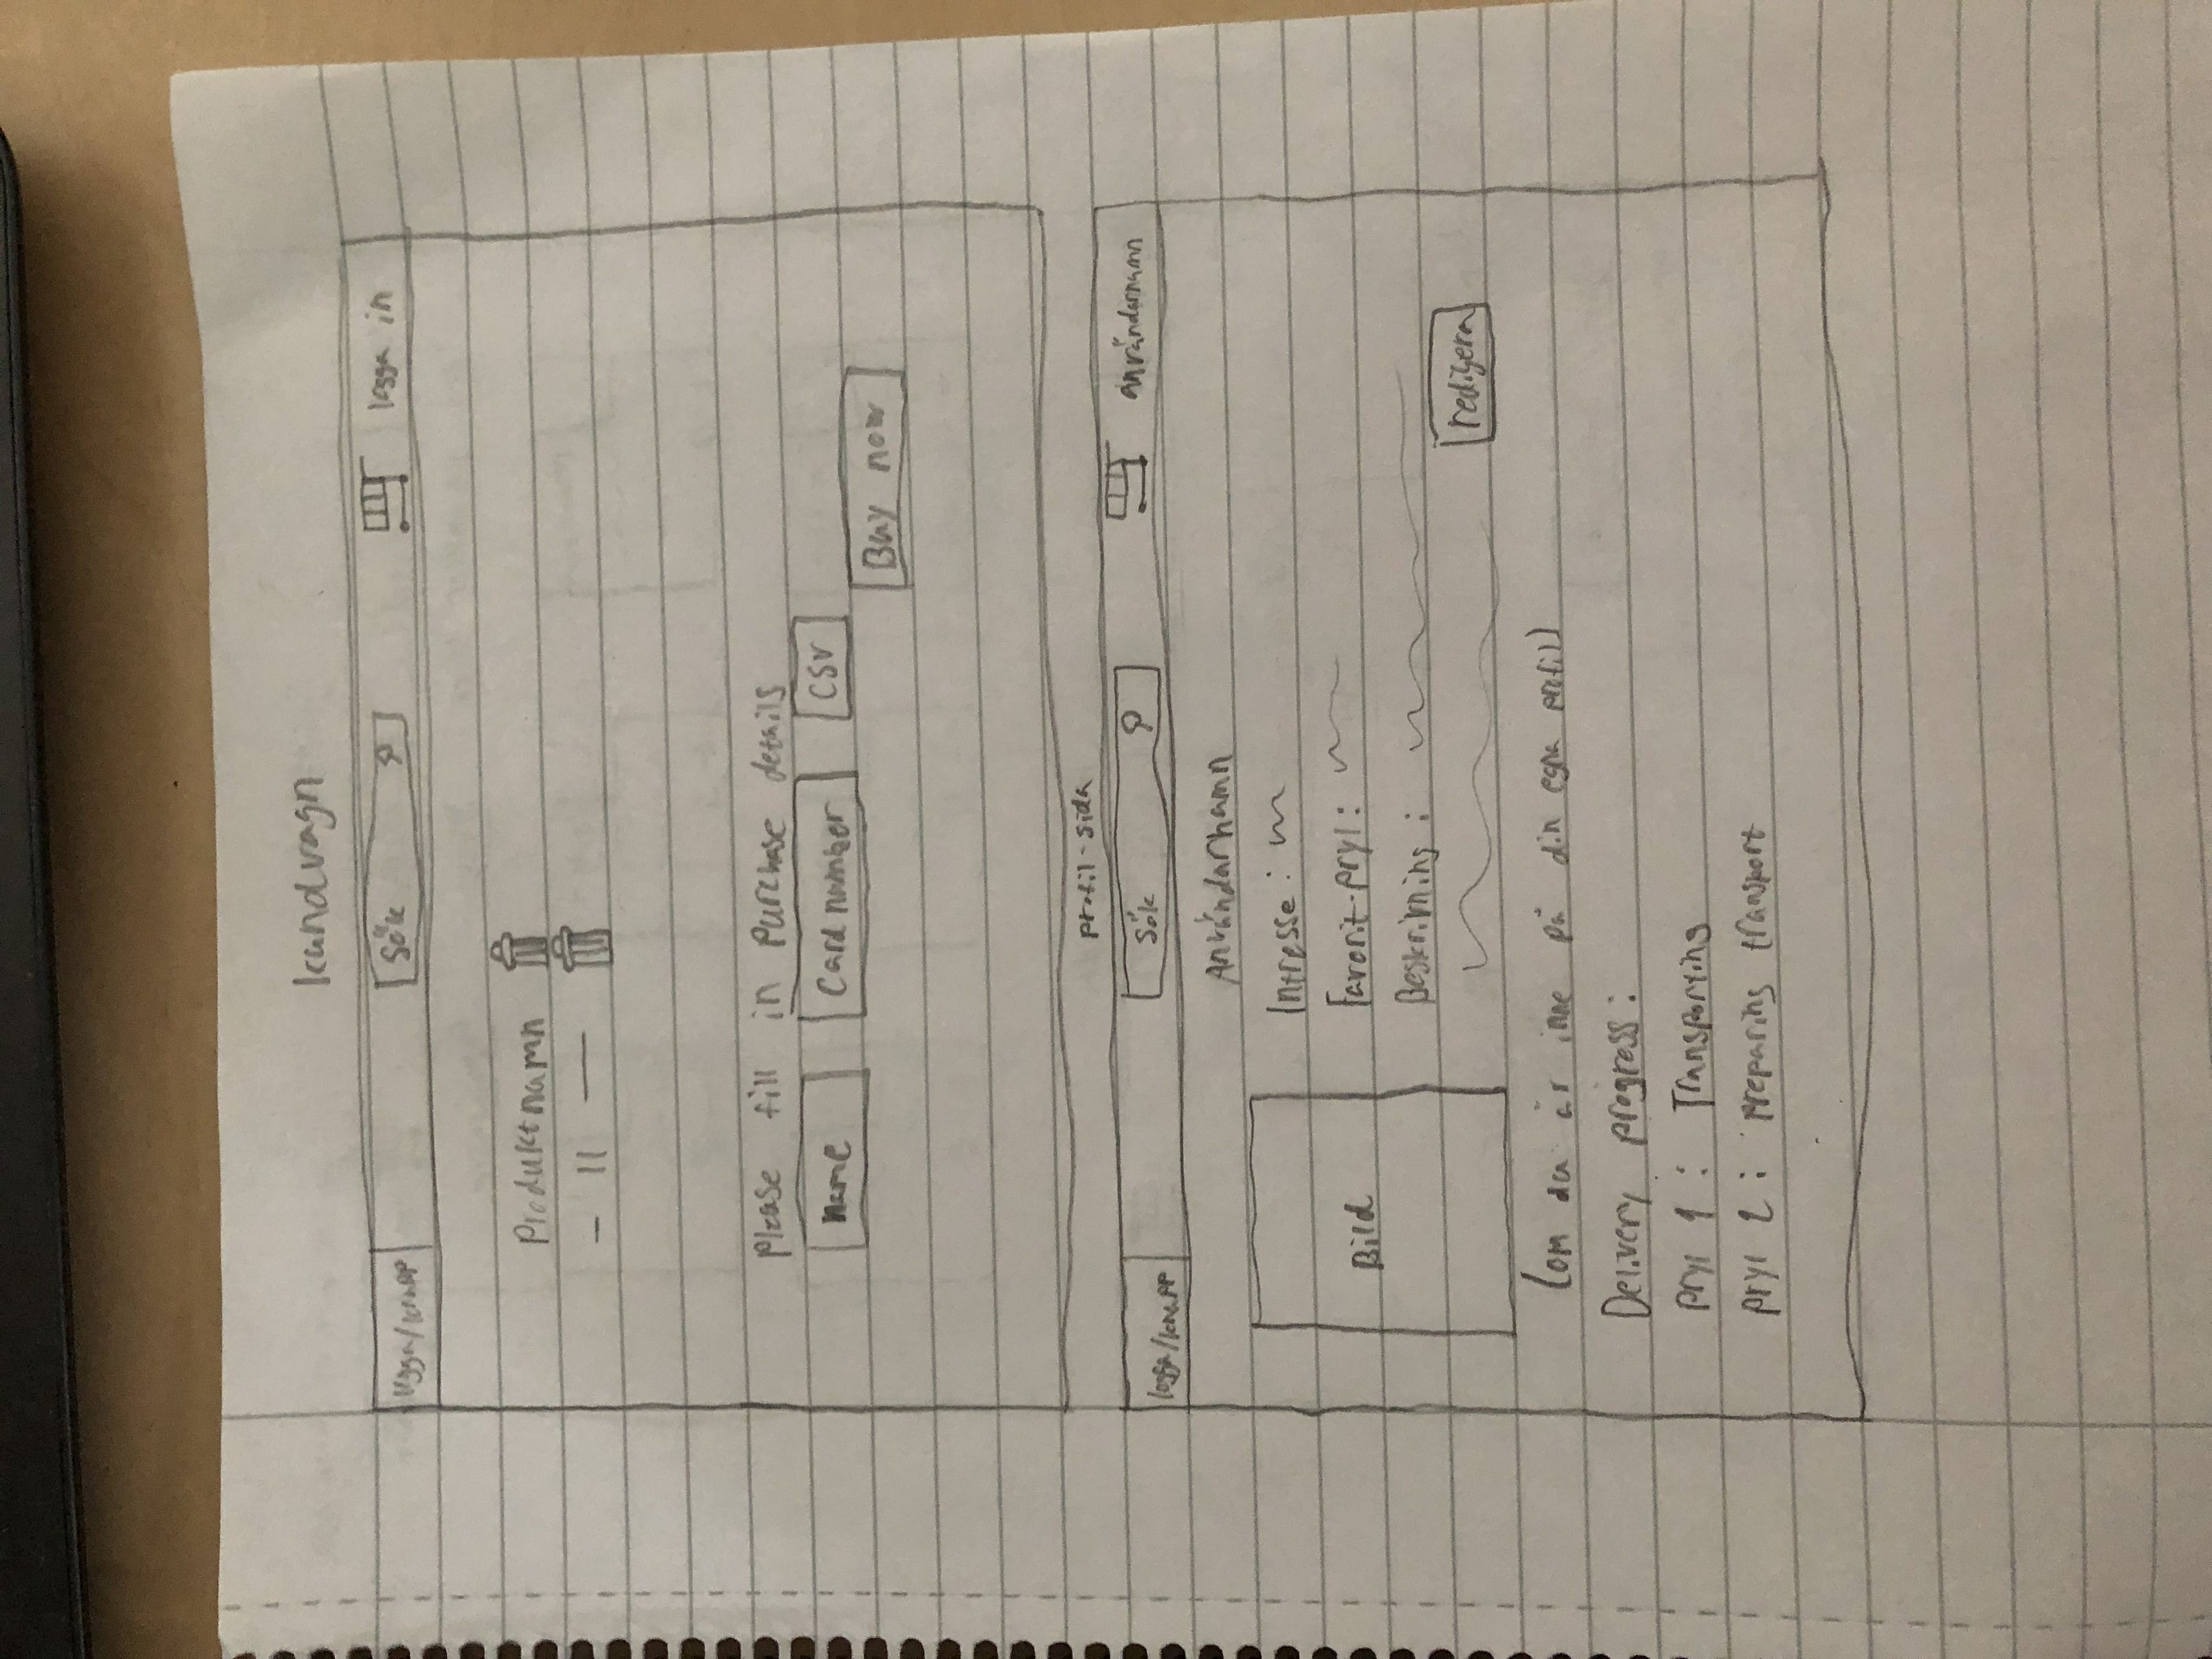 kundvagn
logga/knapp Sök logga in
Produktnamn
– 11 —
Please fill in purchase details
name Card number CSV
Buy now
profil-sida
logga/knapp Sök användarnamn
Användarnamn
Intresse :
Bild Favorit-pryl :
Beskrivning :
redigera
(om du är inne på din egna profil)
Delivery progress :
pryl 1 : Transporting
pryl 2 : preparing transport